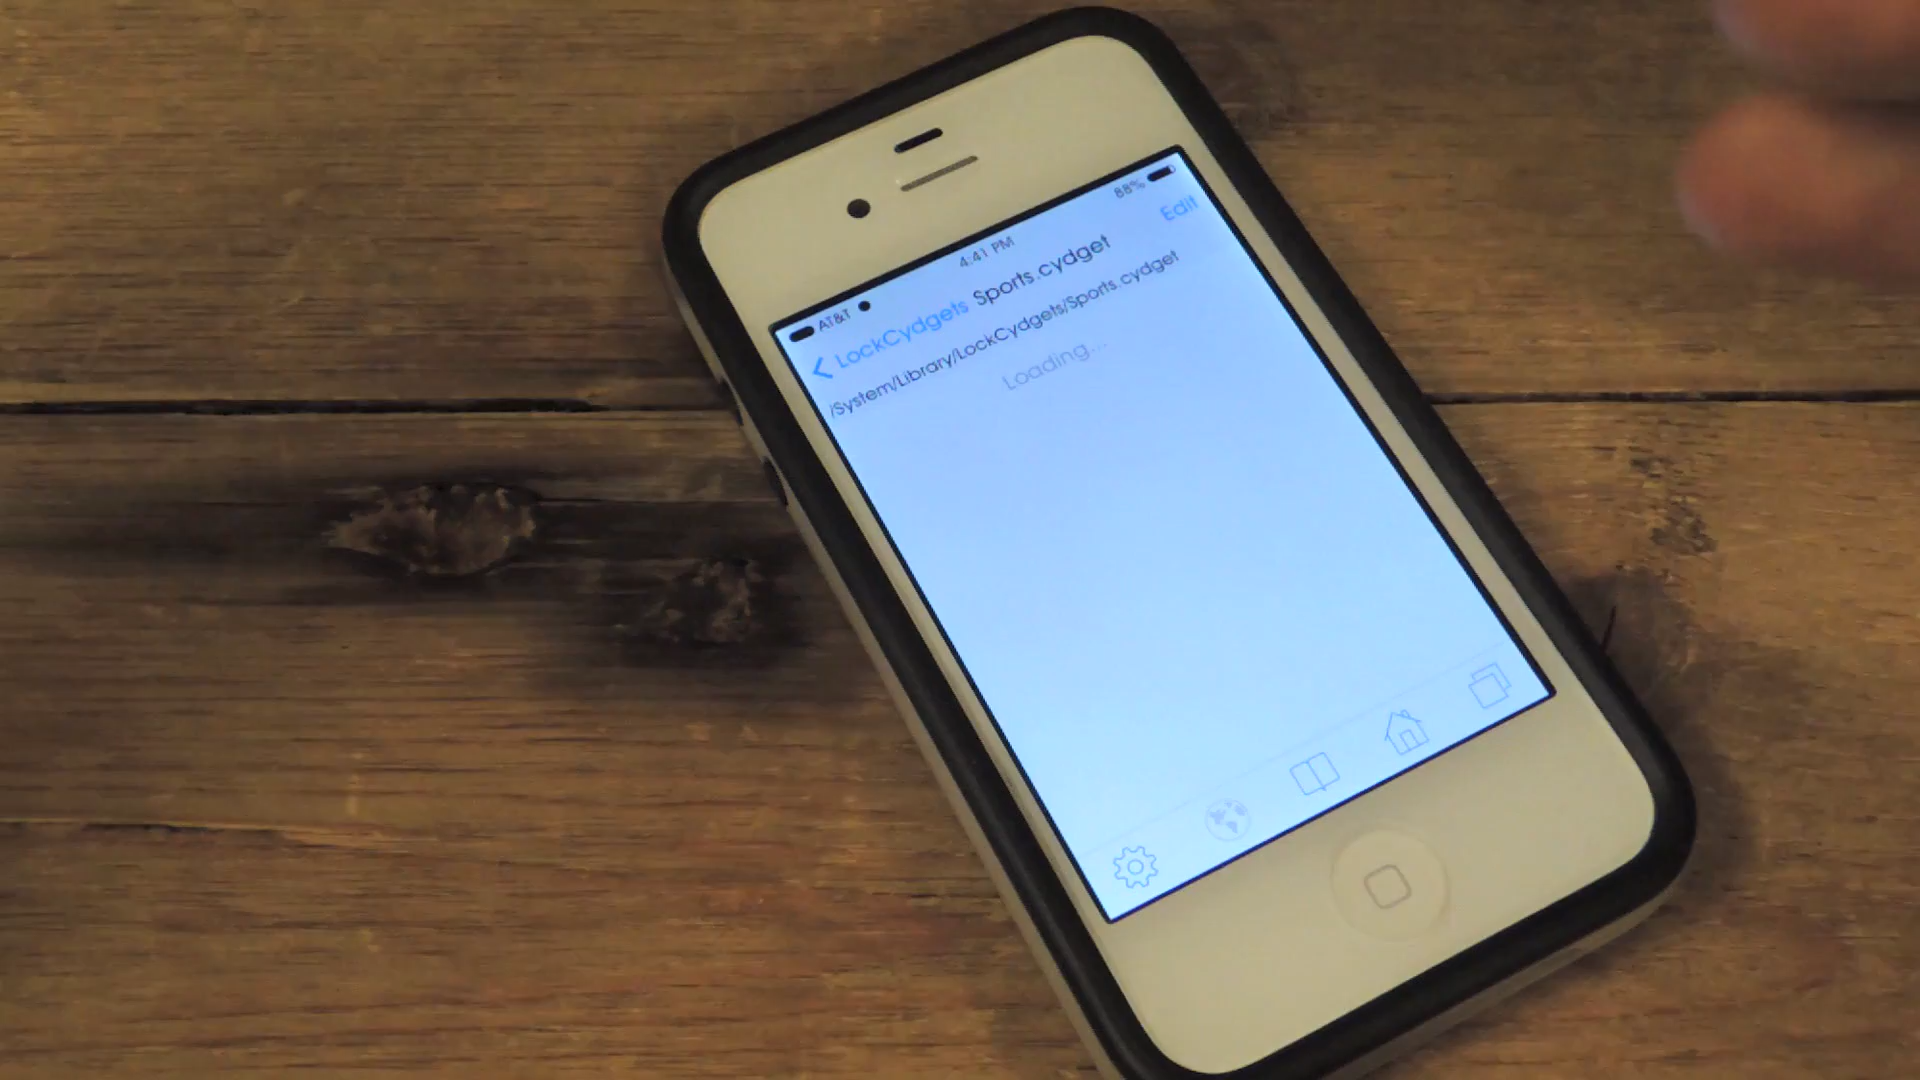 AT&T 4:41 PM 88%
LockCydgets Sports.cydget Edit
/System/Library/LockCydgets/Sports.cydget
Loading...